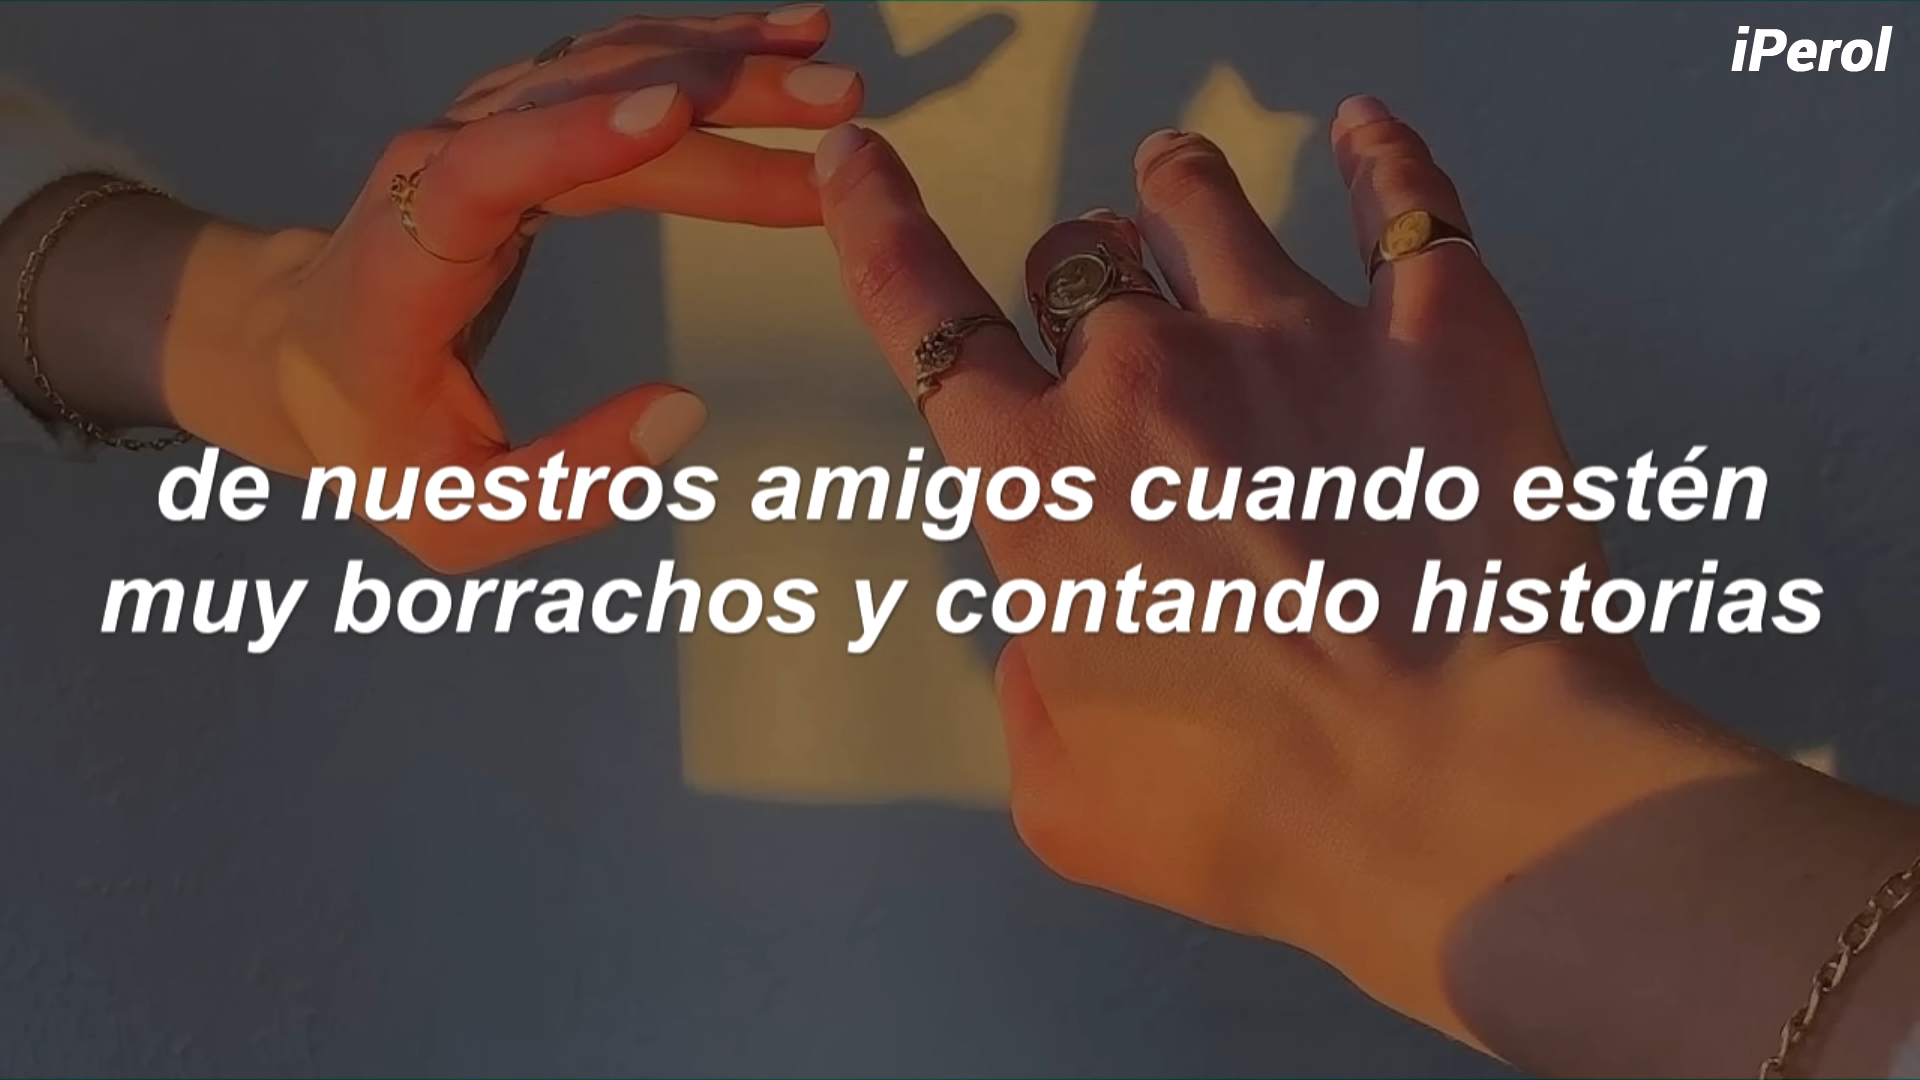 iPerol
de nuestros amigos cuando estén
muy borrachos y contando historias